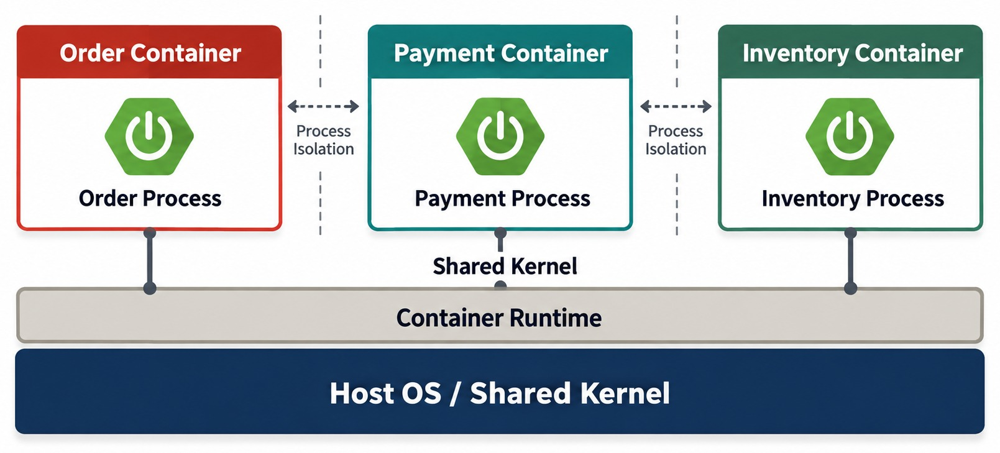 Order Container
Payment Container
Inventory Container
Process
Isolation
Process
Isolation
Order Process
Payment Process
Inventory Process
Shared Kernel
Container Runtime
Host OS / Shared Kernel